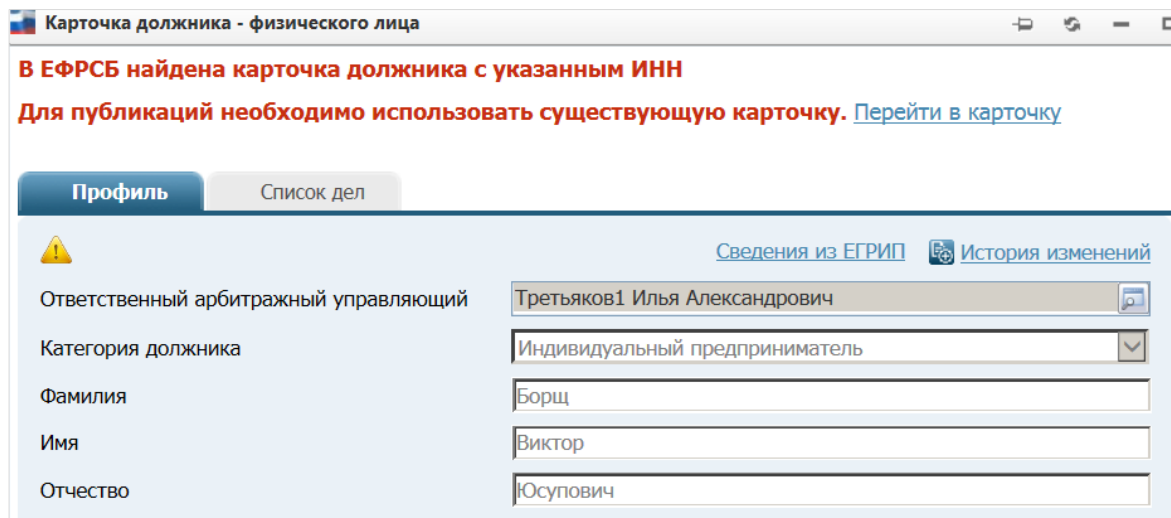 Карточка должника - физического лица
В ЕФРСБ найдена карточка должника с указанным ИНН
Для публикаций необходимо использовать существующую карточку. Перейти в карточку
Профиль Список дел
Сведения из ЕГРИП История изменений
Ответственный арбитражный управляющий Третьяков1 Илья Александрович
Категория должника Индивидуальный предприниматель
Фамилия Борщ
Имя Виктор
Отчество Юсупович